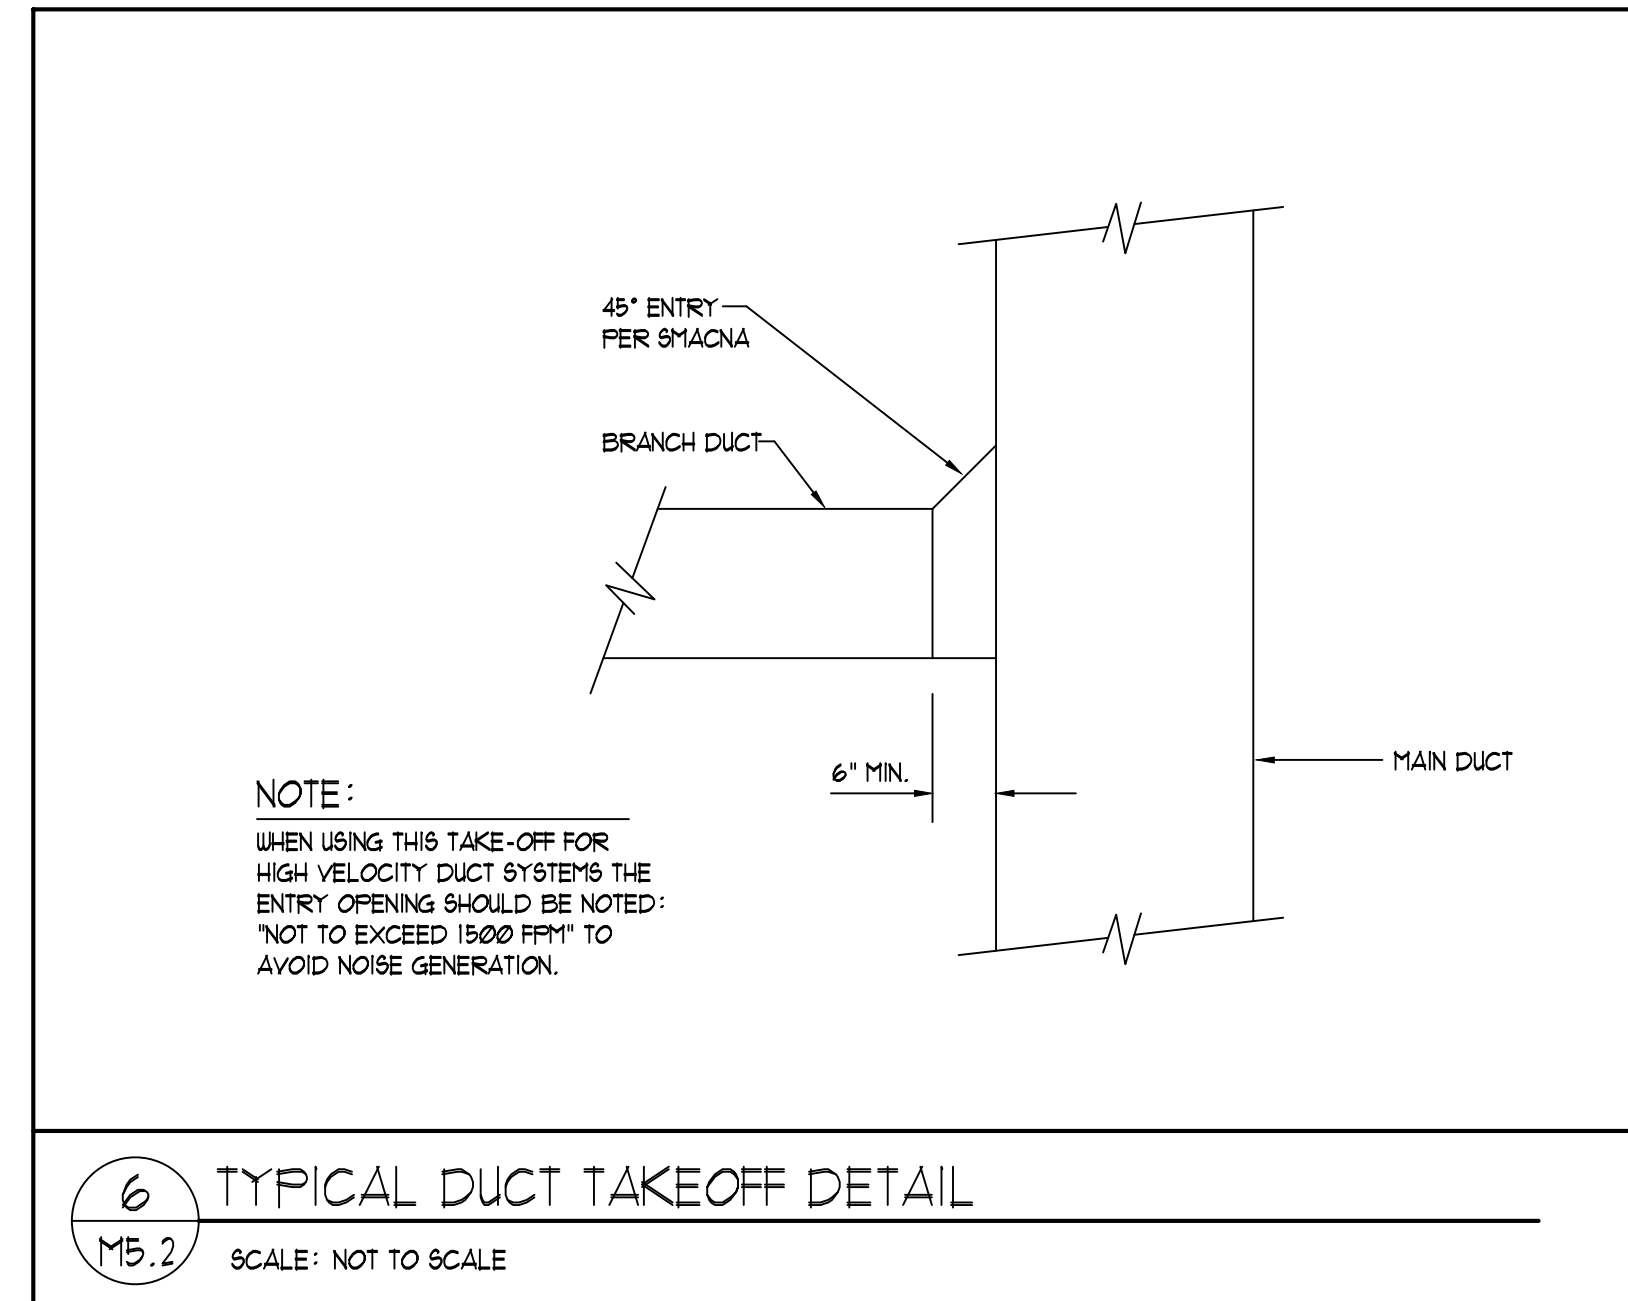 45° ENTRY
PER SMACNA
BRANCH DUCT
6" MIN.
MAIN DUCT
NOTE:
WHEN USING THIS TAKE-OFF FOR
HIGH VELOCITY DUCT SYSTEMS THE
ENTRY OPENING SHOULD BE NOTED:
"NOT TO EXCEED 1500 FPM" TO
AVOID NOISE GENERATION.
6
TYPICAL DUCT TAKEOFF DETAIL
M5.2
SCALE: NOT TO SCALE